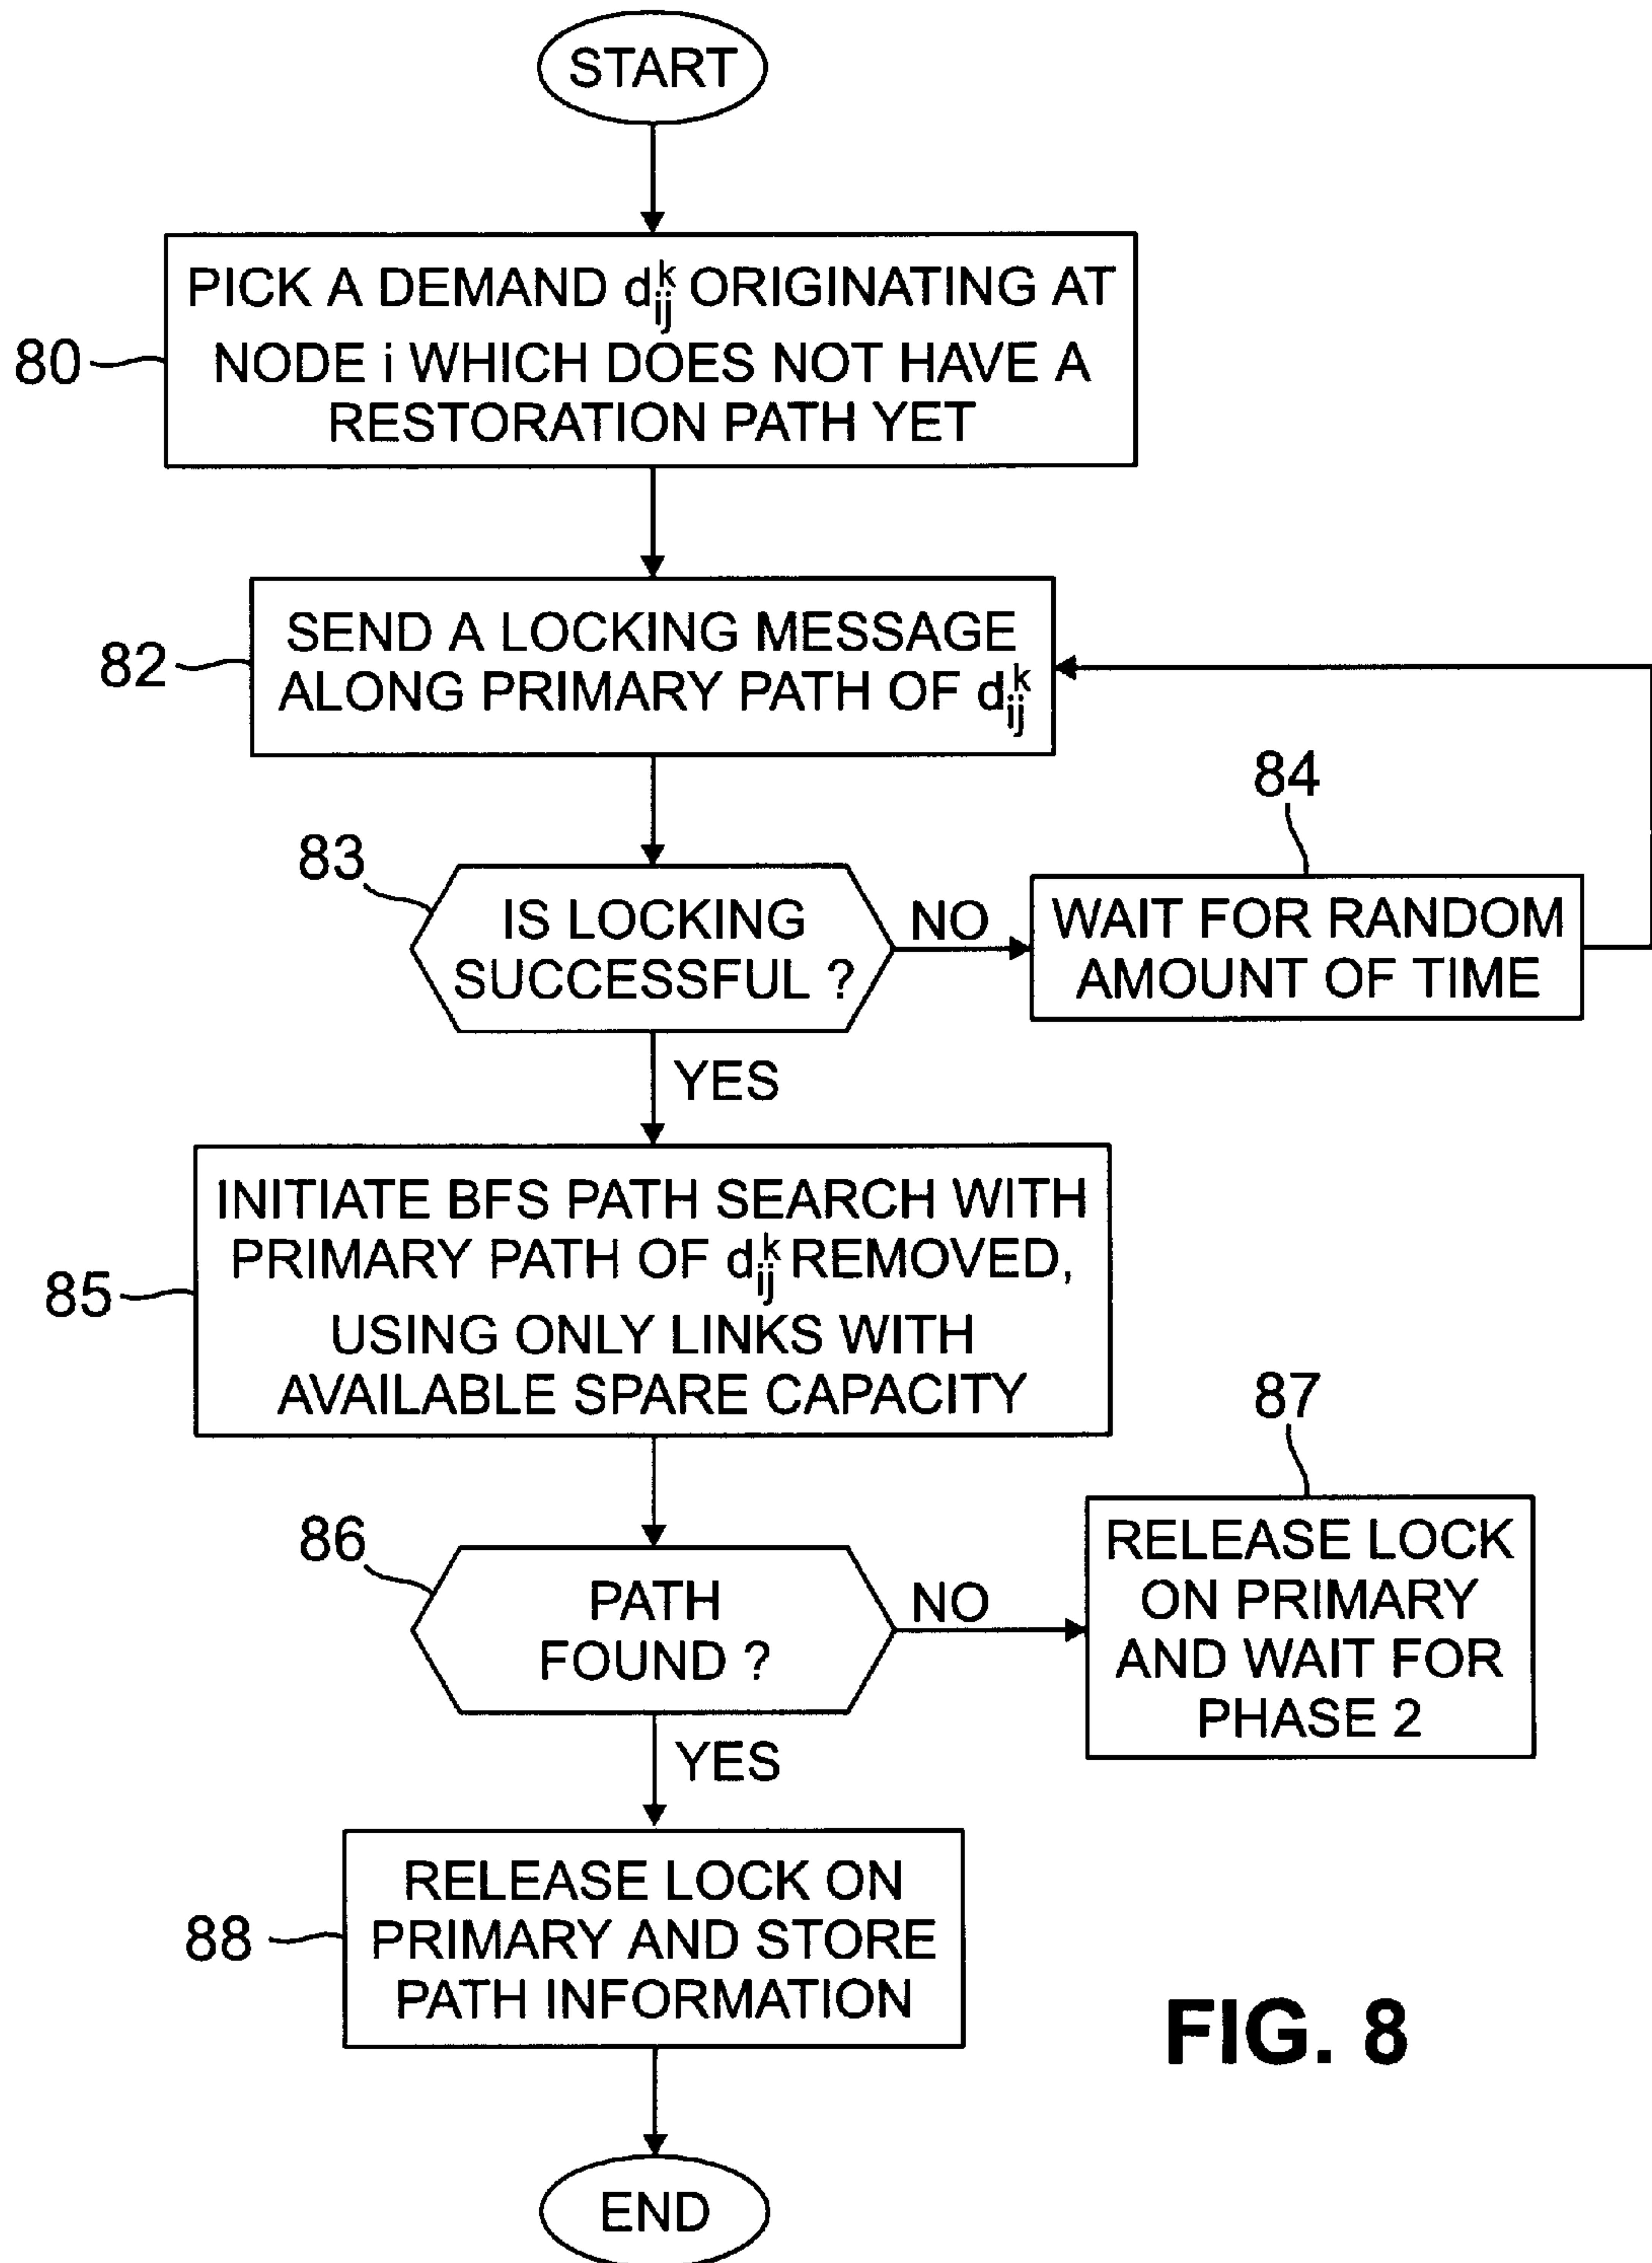 START
80
PICK A DEMAND d^k_ij ORIGINATING AT
NODE i WHICH DOES NOT HAVE A
RESTORATION PATH YET
82
SEND A LOCKING MESSAGE
ALONG PRIMARY PATH OF d^k_ij
83
IS LOCKING
SUCCESSFUL ?
NO
84
WAIT FOR RANDOM
AMOUNT OF TIME
YES
85
INITIATE BFS PATH SEARCH WITH
PRIMARY PATH OF d^k_ij REMOVED,
USING ONLY LINKS WITH
AVAILABLE SPARE CAPACITY
86
PATH
FOUND ?
NO
87
RELEASE LOCK
ON PRIMARY
AND WAIT FOR
PHASE 2
YES
88
RELEASE LOCK ON
PRIMARY AND STORE
PATH INFORMATION
END
FIG. 8